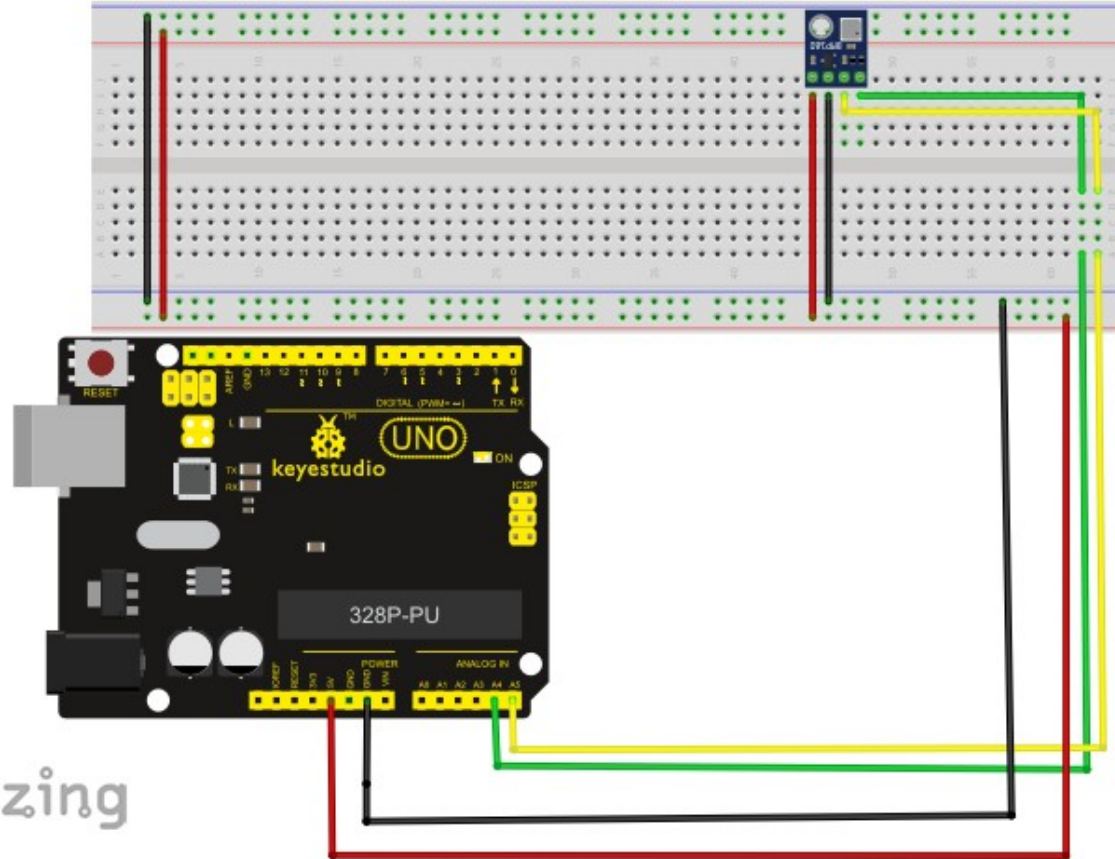 RESET
AREF
GND
13
12
11
10
9
8
7
6
5
4
3
2
1
0
DIGITAL (PWM= ~)
TX
RX
L
TM
UNO
keyestudio
TX
RX
ON
ICSP
328P-PU
POWER
ANALOG IN
IOREF
RESET
3V3
5V
GND
GND
VIN
A0
A1
A2
A3
A4
A5
zing